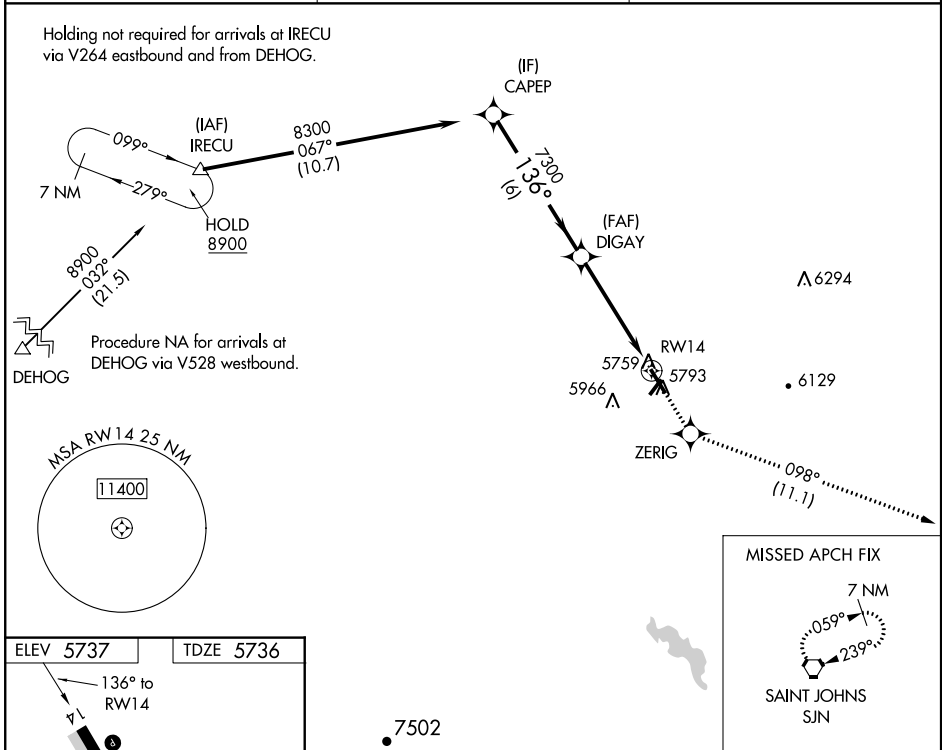 Holding not required for arrivals at IRECU
via V264 eastbound and from DEHOG.
(IF)
CAPEP
(IAF)
IRECU
8300
067°
(10.7)
099°
279°
7 NM
HOLD
8900
7300
136°
(6)
(FAF)
DIGAY
8900
032°
(21.5)
DEHOG
Procedure NA for arrivals at
DEHOG via V528 westbound.
6294
RW14
5759
5793
5966
6129
ZERIG
098°
(11.1)
MSA RW14 25 NM
11400
MISSED APCH FIX
7 NM
059°
239°
SAINT JOHNS
SJN
ELEV 5737
TDZE 5736
136° to
RW14
14
P
7502